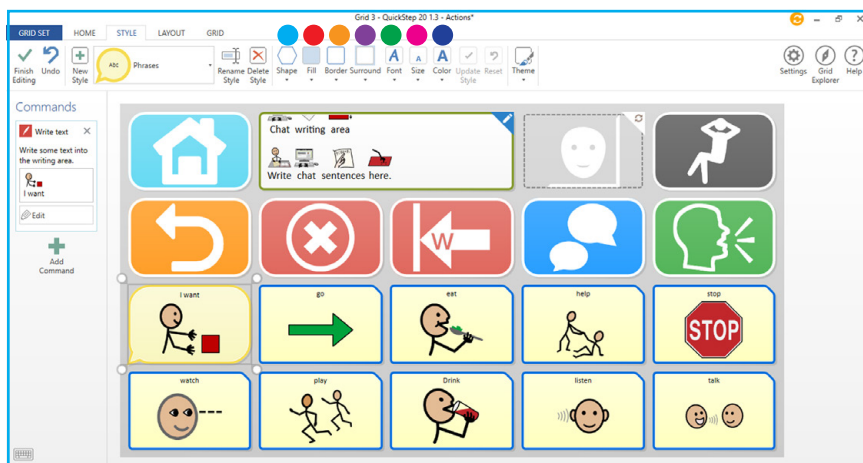 Grid 3 - QuickStep 20 1.3 - Actions*
GRID SET HOME STYLE LAYOUT GRID
Finish Editing
Undo
New Style
ABC
Phrases
Rename Style
Delete Style
Shape
Fill
Border
Surround
Font
Size
Color
Update Style
Reset
Theme
Settings
Grid Explorer
Help
A A A
Commands
Write text
Write some text into
the writing area.
I want
Edit
Add
Command
Chat writing area
Write chat sentences here.
W
I want
go
eat
help
stop
STOP
watch
play
Drink
listen
talk